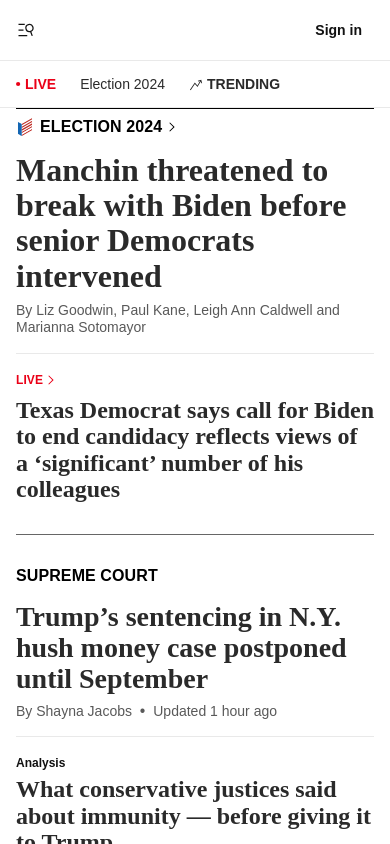 Sign in
• LIVE Election 2024 TRENDING
ELECTION 2024
Manchin threatened to
break with Biden before
senior Democrats
intervened
By Liz Goodwin, Paul Kane, Leigh Ann Caldwell and
Marianna Sotomayor
LIVE
Texas Democrat says call for Biden
to end candidacy reflects views of
a ‘significant’ number of his
colleagues
SUPREME COURT
Trump’s sentencing in N.Y.
hush money case postponed
until September
By Shayna Jacobs • Updated 1 hour ago
Analysis
What conservative justices said
about immunity — before giving it
to Trump